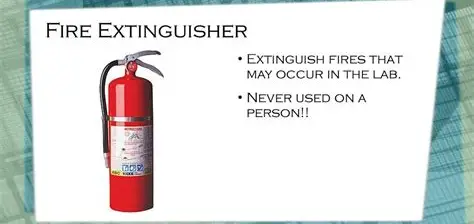 Fire Extinguisher
• Extinguish fires that
may occur in the lab.
• Never used on a
person!!